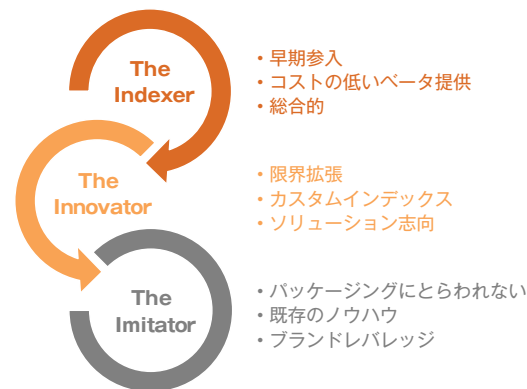 The
Indexer
・早期参入
・コストの低いベータ提供
・総合的
The
Innovator
・限界拡張
・カスタムインデックス
・ソリューション志向
The
Imitator
・パッケージングにとらわれない
・既存のノウハウ
・ブランドレバレッジ